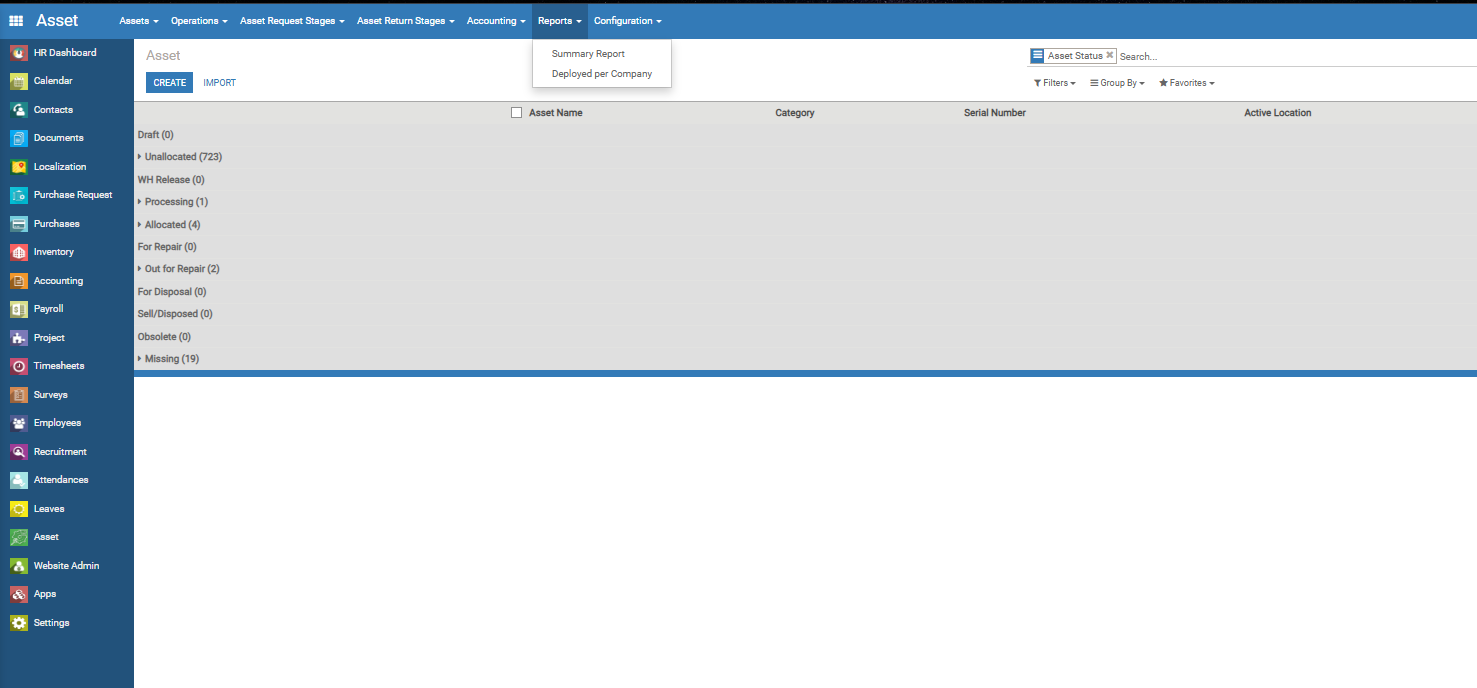 Asset Assets Operations Asset Request Stages Asset Return Stages Accounting Reports Configuration
Summary Report
Deployed per Company
HR Dashboard
Calendar
Contacts
Documents
Localization
Purchase Request
Purchases
Inventory
Accounting
Payroll
Project
Timesheets
Surveys
Employees
Recruitment
Attendances
Leaves
Asset
Website Admin
Apps
Settings
Asset
Asset Status Search...
CREATE IMPORT
Filters Group By Favorites
Asset Name Category Serial Number Active Location
Draft (0)
Unallocated (723)
WH Release (0)
Processing (1)
Allocated (4)
For Repair (0)
Out for Repair (2)
For Disposal (0)
Sell/Disposed (0)
Obsolete (0)
Missing (19)